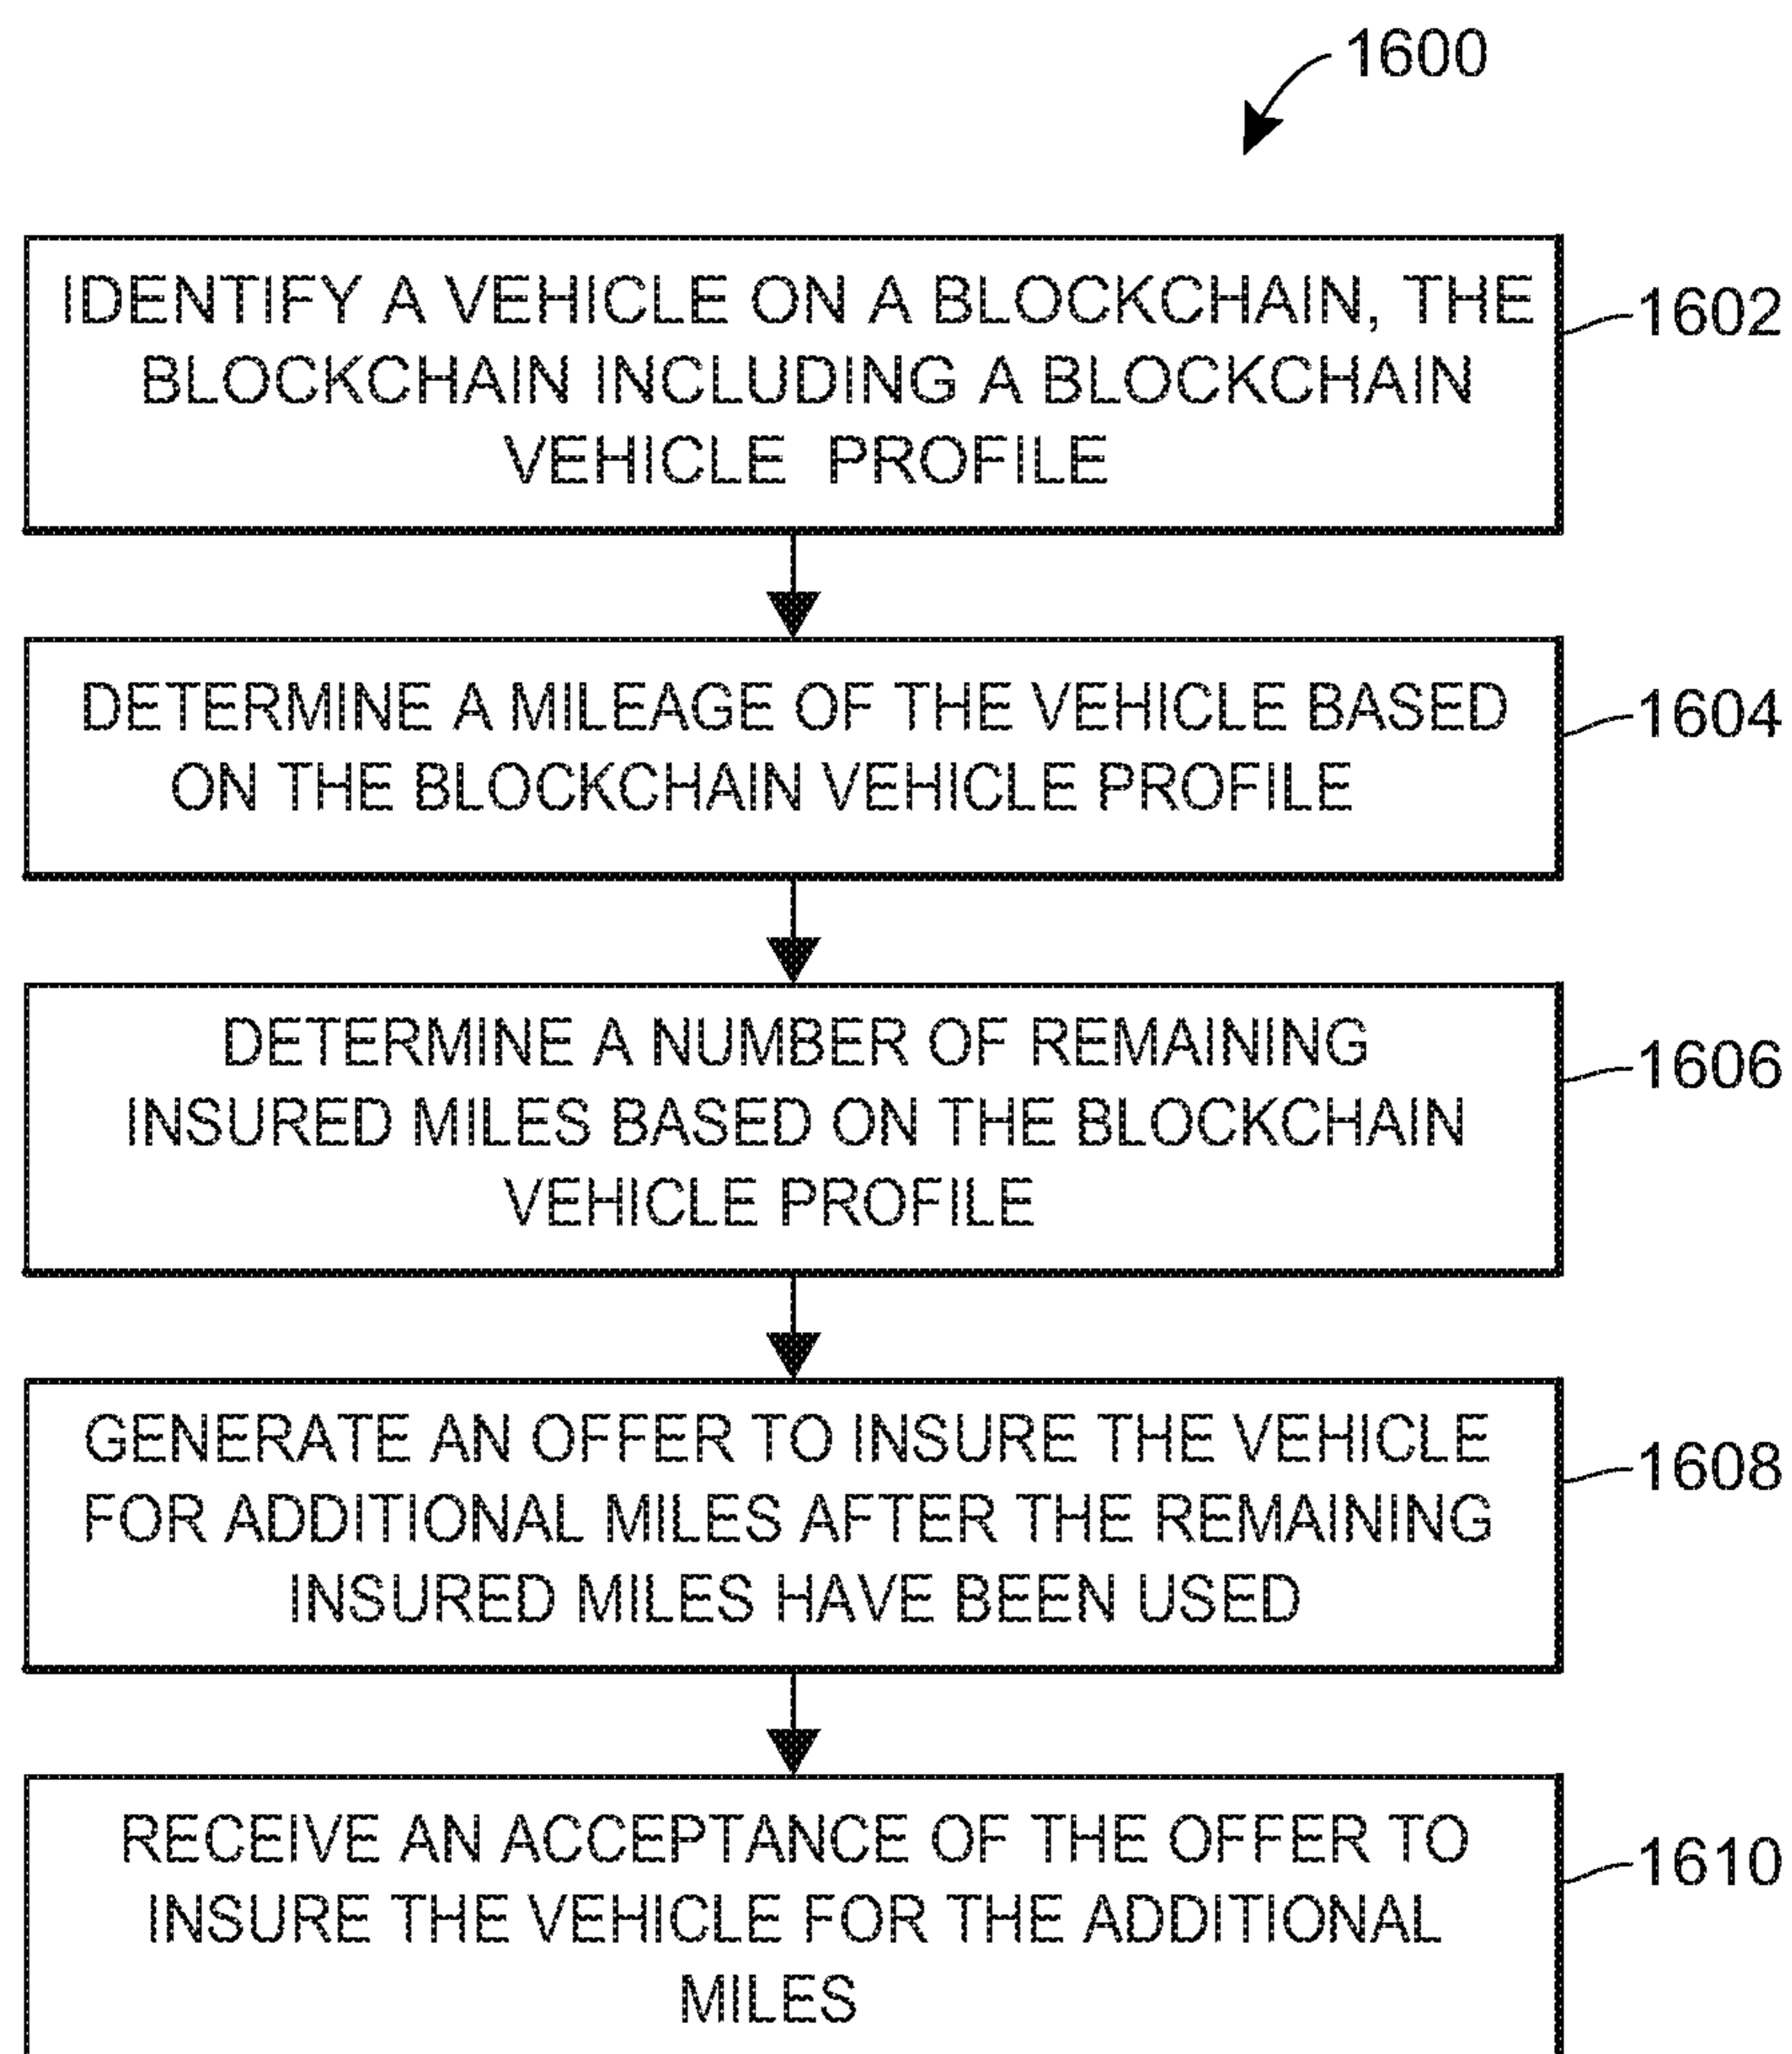 1600
IDENTIFY A VEHICLE ON A BLOCKCHAIN, THE
BLOCKCHAIN INCLUDING A BLOCKCHAIN
VEHICLE PROFILE
1602
DETERMINE A MILEAGE OF THE VEHICLE BASED
ON THE BLOCKCHAIN VEHICLE PROFILE
1604
DETERMINE A NUMBER OF REMAINING
INSURED MILES BASED ON THE BLOCKCHAIN
VEHICLE PROFILE
1606
GENERATE AN OFFER TO INSURE THE VEHICLE
FOR ADDITIONAL MILES AFTER THE REMAINING
INSURED MILES HAVE BEEN USED
1608
RECEIVE AN ACCEPTANCE OF THE OFFER TO
INSURE THE VEHICLE FOR THE ADDITIONAL
MILES
1610